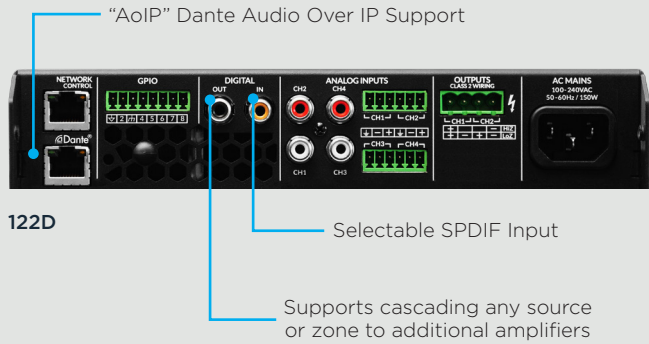 "AoIP" Dante Audio Over IP Support
NETWORK
CONTROL
GPIO
DIGITAL
OUT IN
ANALOG INPUTS
CH2 CH4
OUTPUTS
CLASS 2 WIRING
AC MAINS
100-240VAC
50-60Hz / 150W
2 4 5 6 7 8
CH1 CH2
CH1 CH2
Dante®
- + - +
+ - HiZ
+ - + - LoZ
CH3 CH4
CH1 CH3
122D
Selectable SPDIF Input
Supports cascading any source
or zone to additional amplifiers